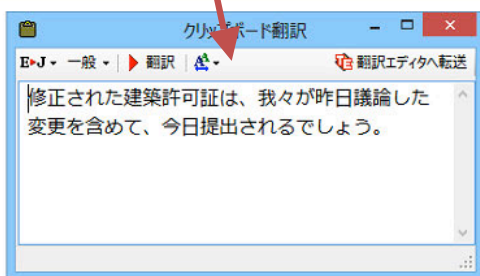 クリップボード翻訳
E▸J 一般 翻訳 A 翻訳エディタへ転送
修正された建築許可証は、我々が昨日議論した
変更を含めて、今日提出されるでしょう。